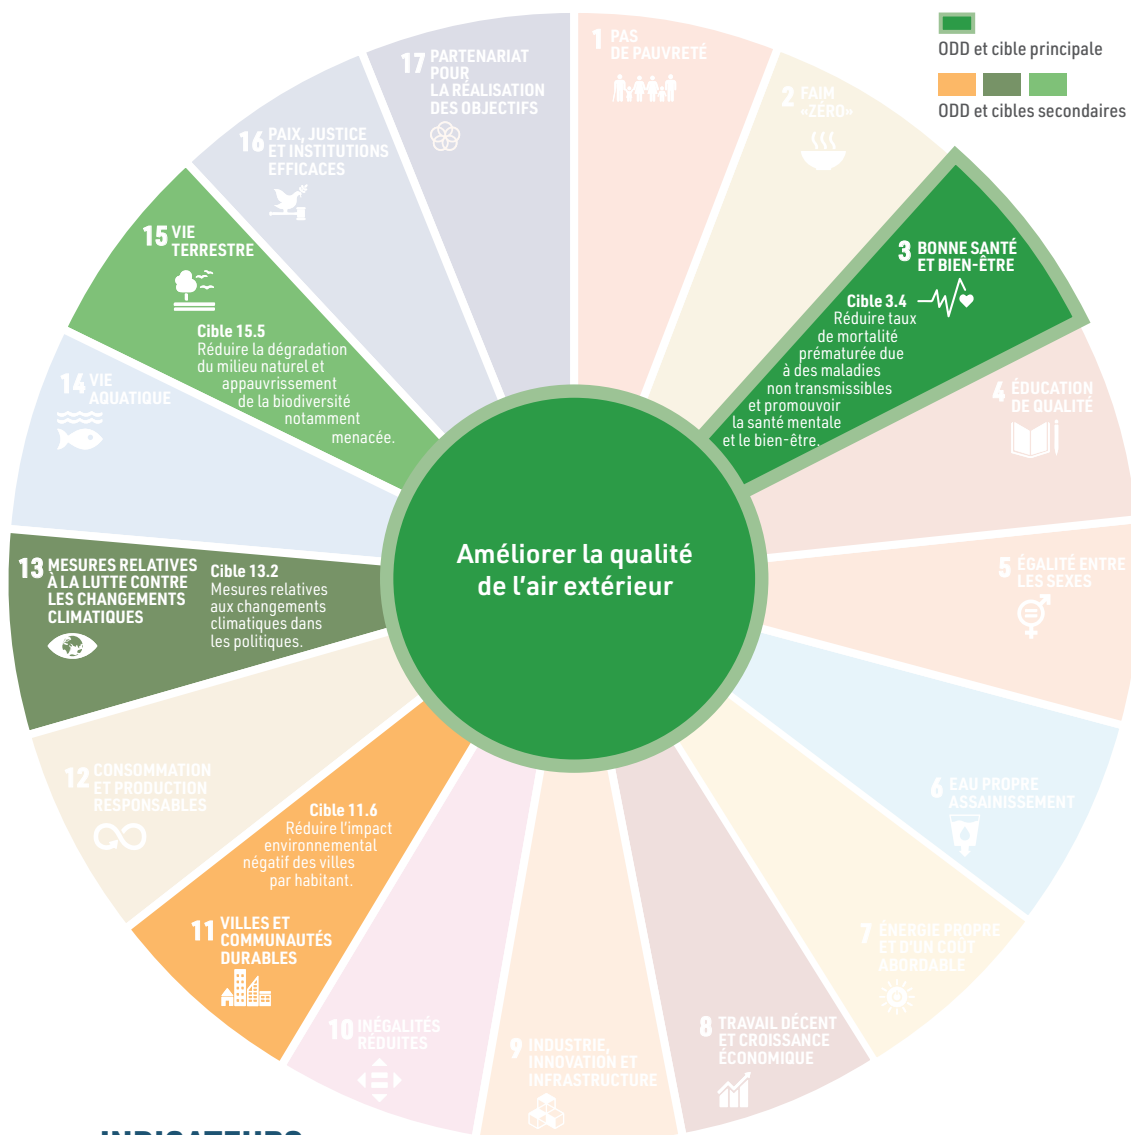 ODD et cible principale
ODD et cibles secondaires
1 PAS
DE PAUVRETÉ
2 FAIM
«ZÉRO»
3 BONNE SANTÉ
ET BIEN-ÊTRE
Cible 3.4
Réduire taux
de mortalité
prématurée due
à des maladies
non transmissibles
et promouvoir
la santé mentale
et le bien-être.
4 ÉDUCATION
DE QUALITÉ
5 ÉGALITÉ ENTRE
LES SEXES
6 EAU PROPRE
ASSAINISSEMENT
7 ÉNERGIE PROPRE
ET D'UN COÛT
ABORDABLE
8 TRAVAIL DÉCENT
ET CROISSANCE
ÉCONOMIQUE
9 INDUSTRIE,
INNOVATION ET
INFRASTRUCTURE
10 INÉGALITÉS
RÉDUITES
11 VILLES ET
COMMUNAUTÉS
DURABLES
Cible 11.6
Réduire l'impact
environnemental
négatif des villes
par habitant.
12 CONSOMMATION
ET PRODUCTION
RESPONSABLES
13 MESURES RELATIVES
À LA LUTTE CONTRE
LES CHANGEMENTS
CLIMATIQUES
Cible 13.2
Mesures relatives
aux changements
climatiques dans
les politiques.
14 VIE
AQUATIQUE
15 VIE
TERRESTRE
Cible 15.5
Réduire la dégradation
du milieu naturel et
appauvrissement
de la biodiversité
notamment
menacée.
16 PAIX, JUSTICE
ET INSTITUTIONS
EFFICACES
17 PARTENARIAT
POUR
LA RÉALISATION
DES OBJECTIFS
Améliorer la qualité
de l'air extérieur
INDICATEURS